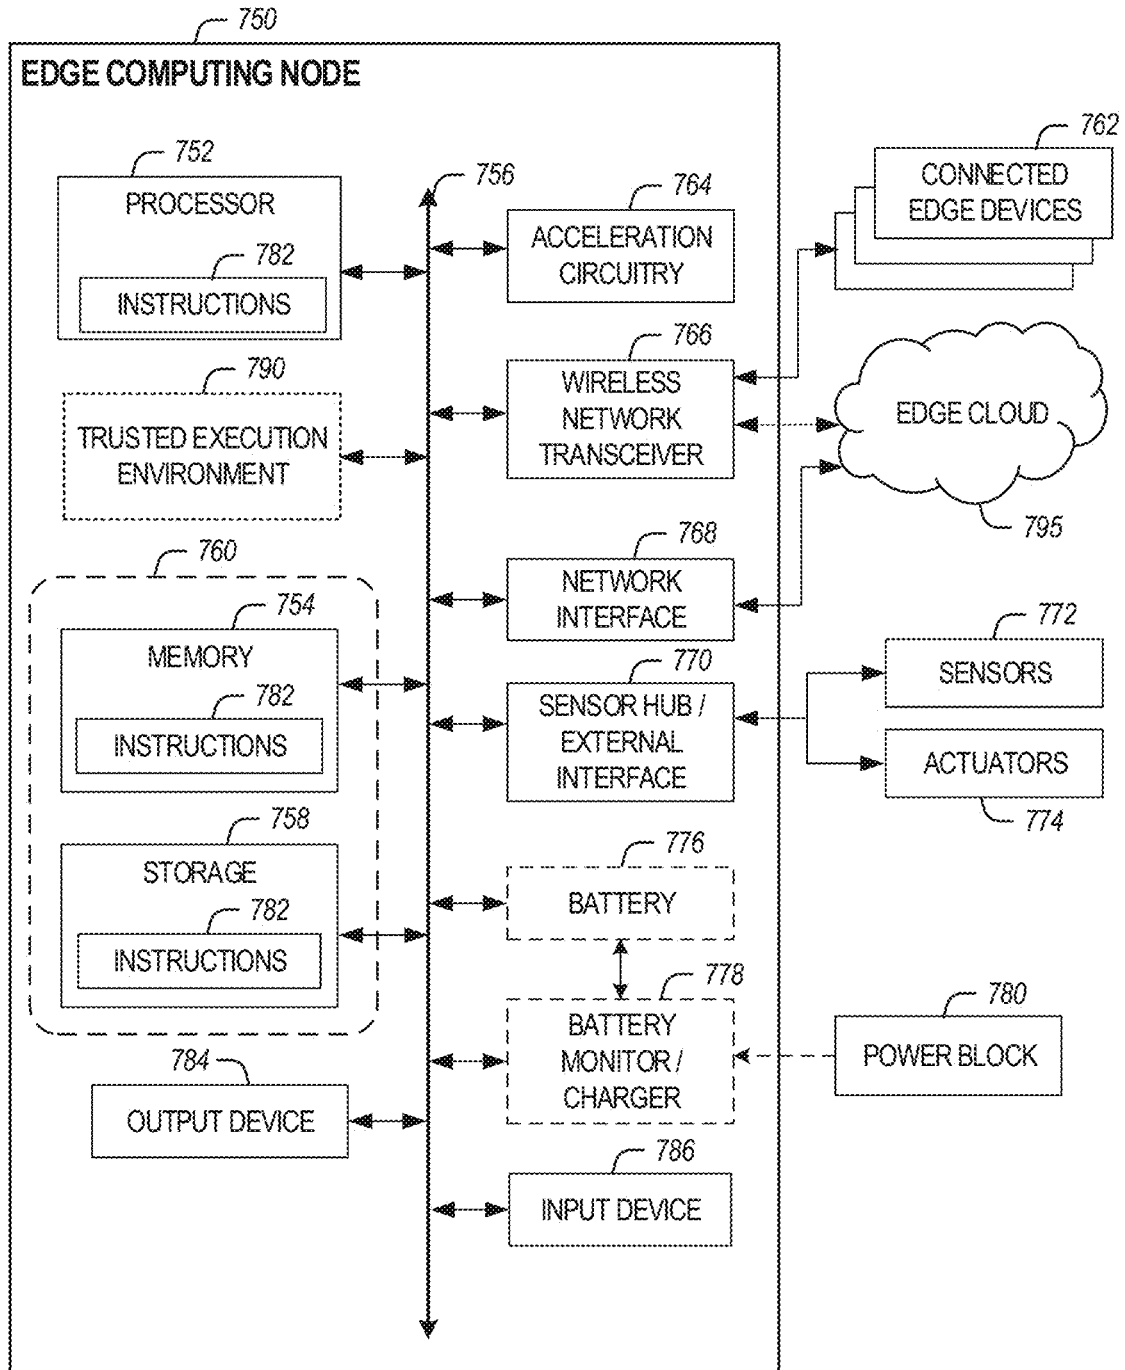 750
EDGE COMPUTING NODE
752
PROCESSOR
782
INSTRUCTIONS
790
TRUSTED EXECUTION
ENVIRONMENT
760
754
MEMORY
782
INSTRUCTIONS
758
STORAGE
782
INSTRUCTIONS
784
OUTPUT DEVICE
756
764
ACCELERATION
CIRCUITRY
766
WIRELESS
NETWORK
TRANSCEIVER
768
NETWORK
INTERFACE
770
SENSOR HUB /
EXTERNAL
INTERFACE
776
BATTERY
778
BATTERY
MONITOR /
CHARGER
786
INPUT DEVICE
762
CONNECTED
EDGE DEVICES
EDGE CLOUD
795
772
SENSORS
ACTUATORS
774
780
POWER BLOCK